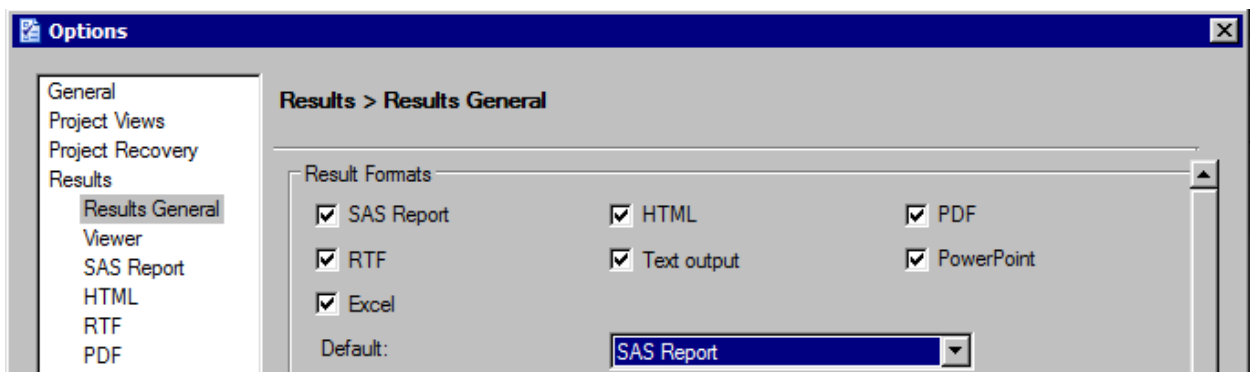 Options
General
Project Views
Project Recovery
Results
Results General
Viewer
SAS Report
HTML
RTF
PDF
Results > Results General
Result Formats
SAS Report HTML PDF
RTF Text output PowerPoint
Excel
Default: SAS Report